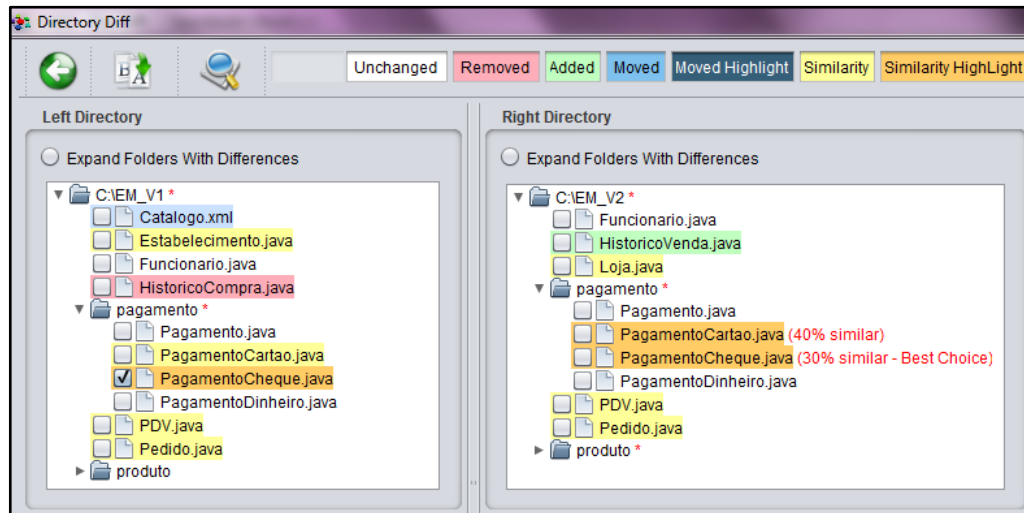 Directory Diff
B A
Unchanged Removed Added Moved Moved Highlight Similarity Similarity HighLight
Left Directory
Expand Folders With Differences
C:\EM_V1 *
Catalogo.xml
Estabelecimento.java
Funcionario.java
HistoricoCompra.java
pagamento *
Pagamento.java
PagamentoCartao.java
PagamentoCheque.java
PagamentoDinheiro.java
PDV.java
Pedido.java
produto
Right Directory
Expand Folders With Differences
C:\EM_V2 *
Funcionario.java
HistoricoVenda.java
Loja.java
pagamento *
Pagamento.java
PagamentoCartao.java (40% similar)
PagamentoCheque.java (30% similar - Best Choice)
PagamentoDinheiro.java
PDV.java
Pedido.java
produto *